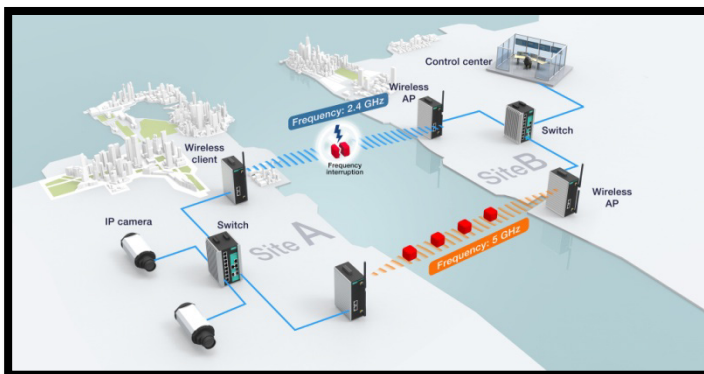 Control center
Wireless
AP
Frequency: 2.4 GHz
Switch
Wireless
client
Frequency
interruption
Site B
Wireless
AP
IP camera
Switch
Site A
Frequency: 5 GHz